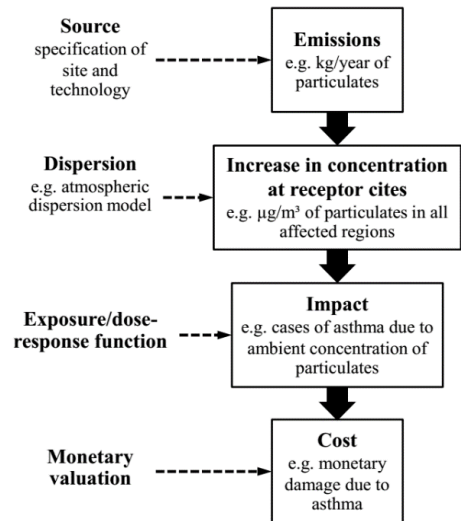 Source
specification of
site and
technology
Emissions
e.g. kg/year of
particulates
Dispersion
e.g. atmospheric
dispersion model
Increase in concentration
at receptor cites
e.g. µg/m³ of particulates in all
affected regions
Exposure/dose-
response function
Impact
e.g. cases of asthma due to
ambient concentration of
particulates
Monetary
valuation
Cost
e.g. monetary
damage due to
asthma